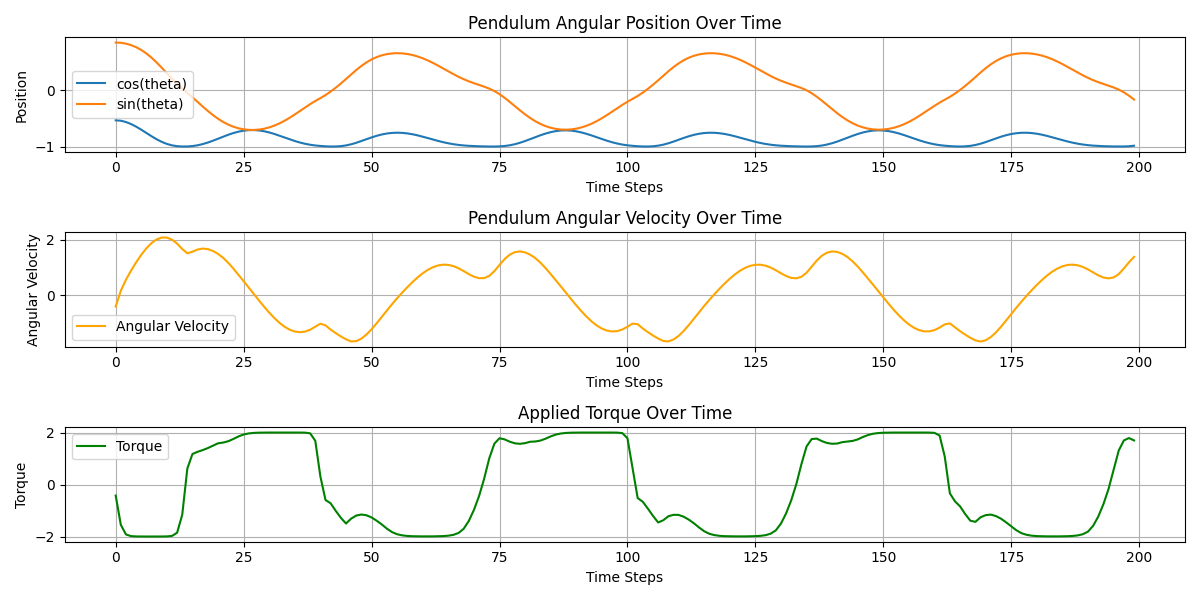 Pendulum Angular Position Over Time
Position
0
−1
cos(theta)
sin(theta)
0 25 50 75 100 125 150 175 200
Time Steps
Pendulum Angular Velocity Over Time
Angular Velocity
2
0
Angular Velocity
0 25 50 75 100 125 150 175 200
Time Steps
Applied Torque Over Time
Torque
2
0
−2
Torque
0 25 50 75 100 125 150 175 200
Time Steps